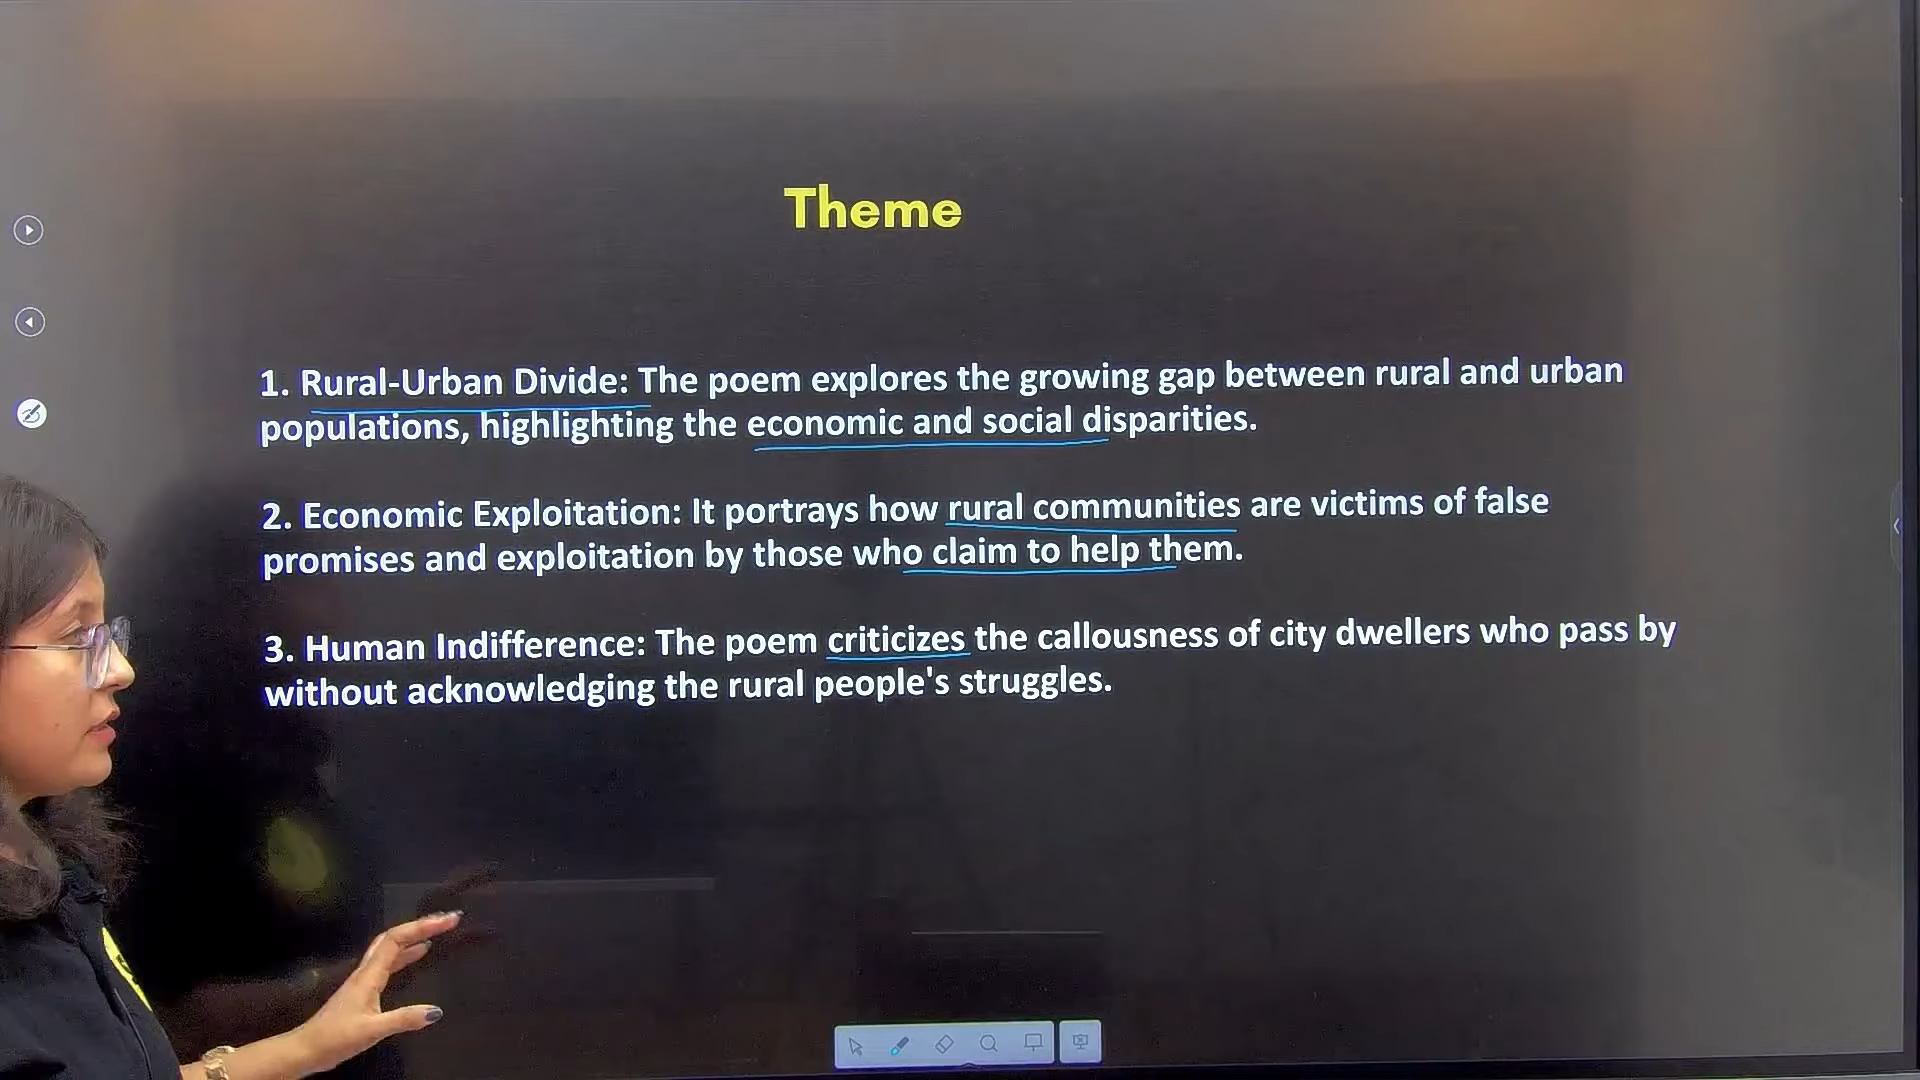 Theme
1. Rural-Urban Divide: The poem explores the growing gap between rural and urban
populations, highlighting the economic and social disparities.
2. Economic Exploitation: It portrays how rural communities are victims of false
promises and exploitation by those who claim to help them.
3. Human Indifference: The poem criticizes the callousness of city dwellers who pass by
without acknowledging the rural people's struggles.